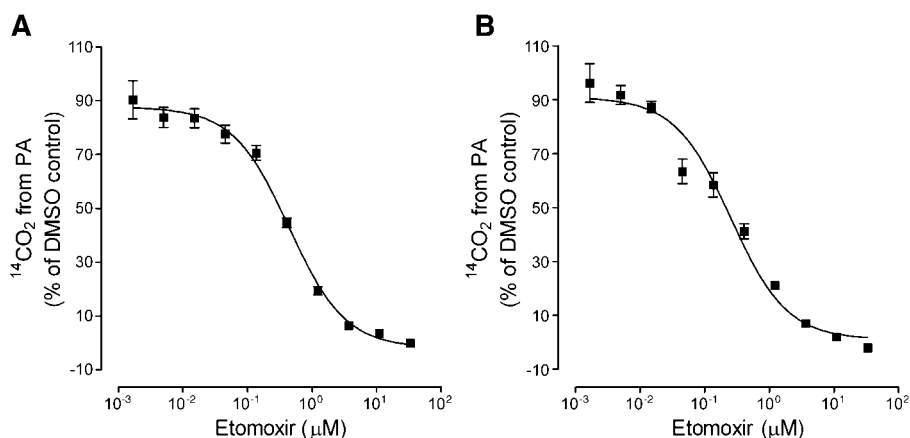 A
110
90
70
50
30
10
-10
¹⁴CO₂ from PA
(% of DMSO control)
10⁻³ 10⁻² 10⁻¹ 10⁰ 10¹ 10²
Etomoxir (μM)
B
110
90
70
50
30
10
-10
¹⁴CO₂ from PA
(% of DMSO control)
10⁻³ 10⁻² 10⁻¹ 10⁰ 10¹ 10²
Etomoxir (μM)